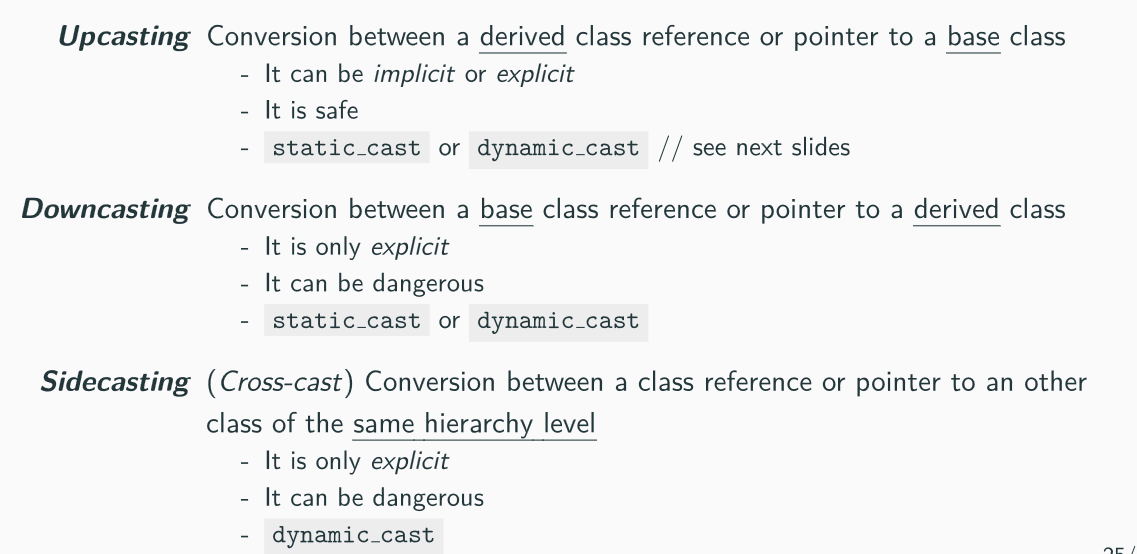 Upcasting Conversion between a derived class reference or pointer to a base class
- It can be implicit or explicit
- It is safe
- static_cast or dynamic_cast // see next slides
Downcasting Conversion between a base class reference or pointer to a derived class
- It is only explicit
- It can be dangerous
- static_cast or dynamic_cast
Sidecasting (Cross-cast) Conversion between a class reference or pointer to an other
class of the same hierarchy level
- It is only explicit
- It can be dangerous
- dynamic_cast